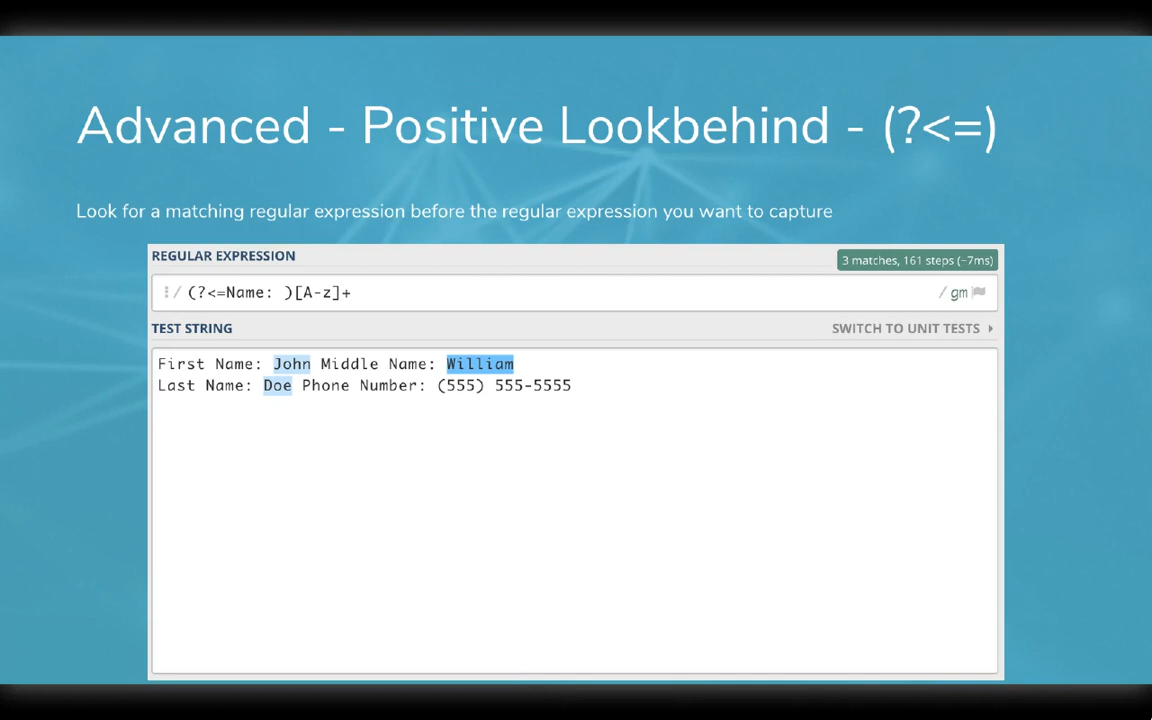 Advanced - Positive Lookbehind - (?<=)
Look for a matching regular expression before the regular expression you want to capture
REGULAR EXPRESSION
3 matches, 161 steps (~7ms)
/ (?<=Name: )[A-z]+ / gm
TEST STRING
SWITCH TO UNIT TESTS
First Name: John Middle Name: William
Last Name: Doe Phone Number: (555) 555-5555